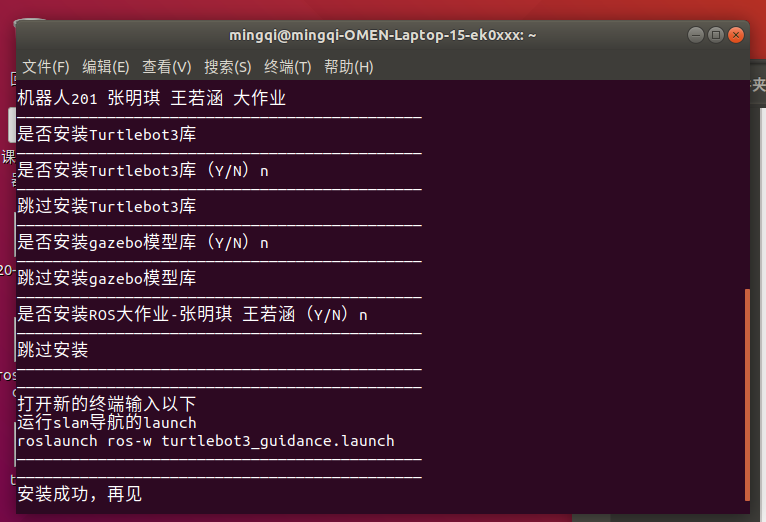 mingqi@mingqi-OMEN-Laptop-15-ek0xxx: ~
文件(F) 编辑(E) 查看(V) 搜索(S) 终端(T) 帮助(H)
机器人201 张明琪 王若涵 大作业
是否安装Turtlebot3库
是否安装Turtlebot3库（Y/N）n
跳过安装Turtlebot3库
是否安装gazebo模型库（Y/N）n
跳过安装gazebo模型库
是否安装ROS大作业-张明琪 王若涵（Y/N）n
跳过安装
打开新的终端输入以下
运行slam导航的launch
roslaunch ros-w turtlebot3_guidance.launch
安装成功，再见
夹
课
20-
ros